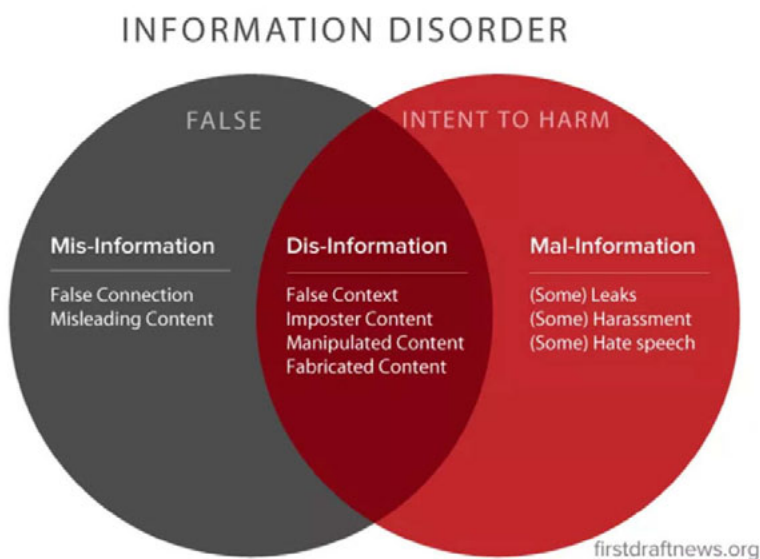 INFORMATION DISORDER
FALSE
INTENT TO HARM
Mis-Information
False Connection
Misleading Content
Dis-Information
False Context
Imposter Content
Manipulated Content
Fabricated Content
Mal-Information
(Some) Leaks
(Some) Harassment
(Some) Hate speech
firstdraftnews.org